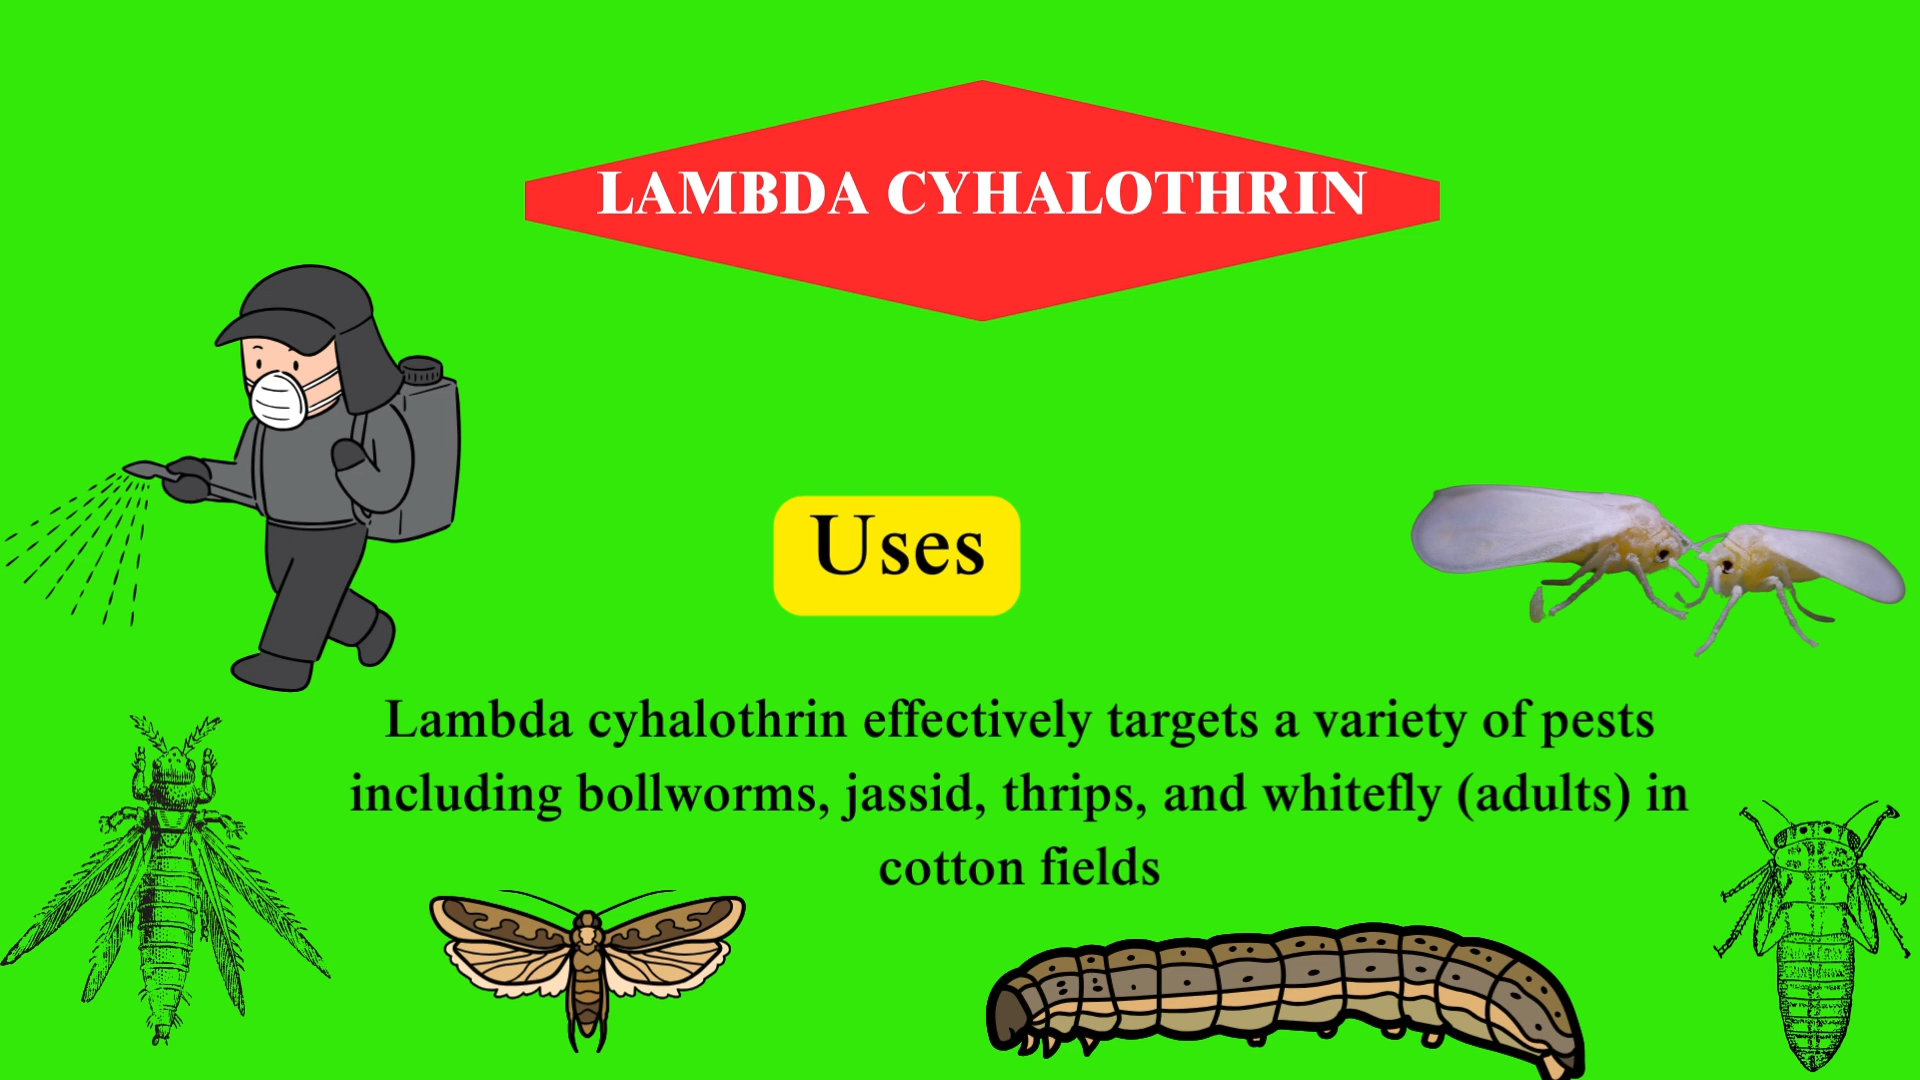 LAMBDA CYHALOTHRIN
Uses
Lambda cyhalothrin effectively targets a variety of pests
including bollworms, jassid, thrips, and whitefly (adults) in
cotton fields